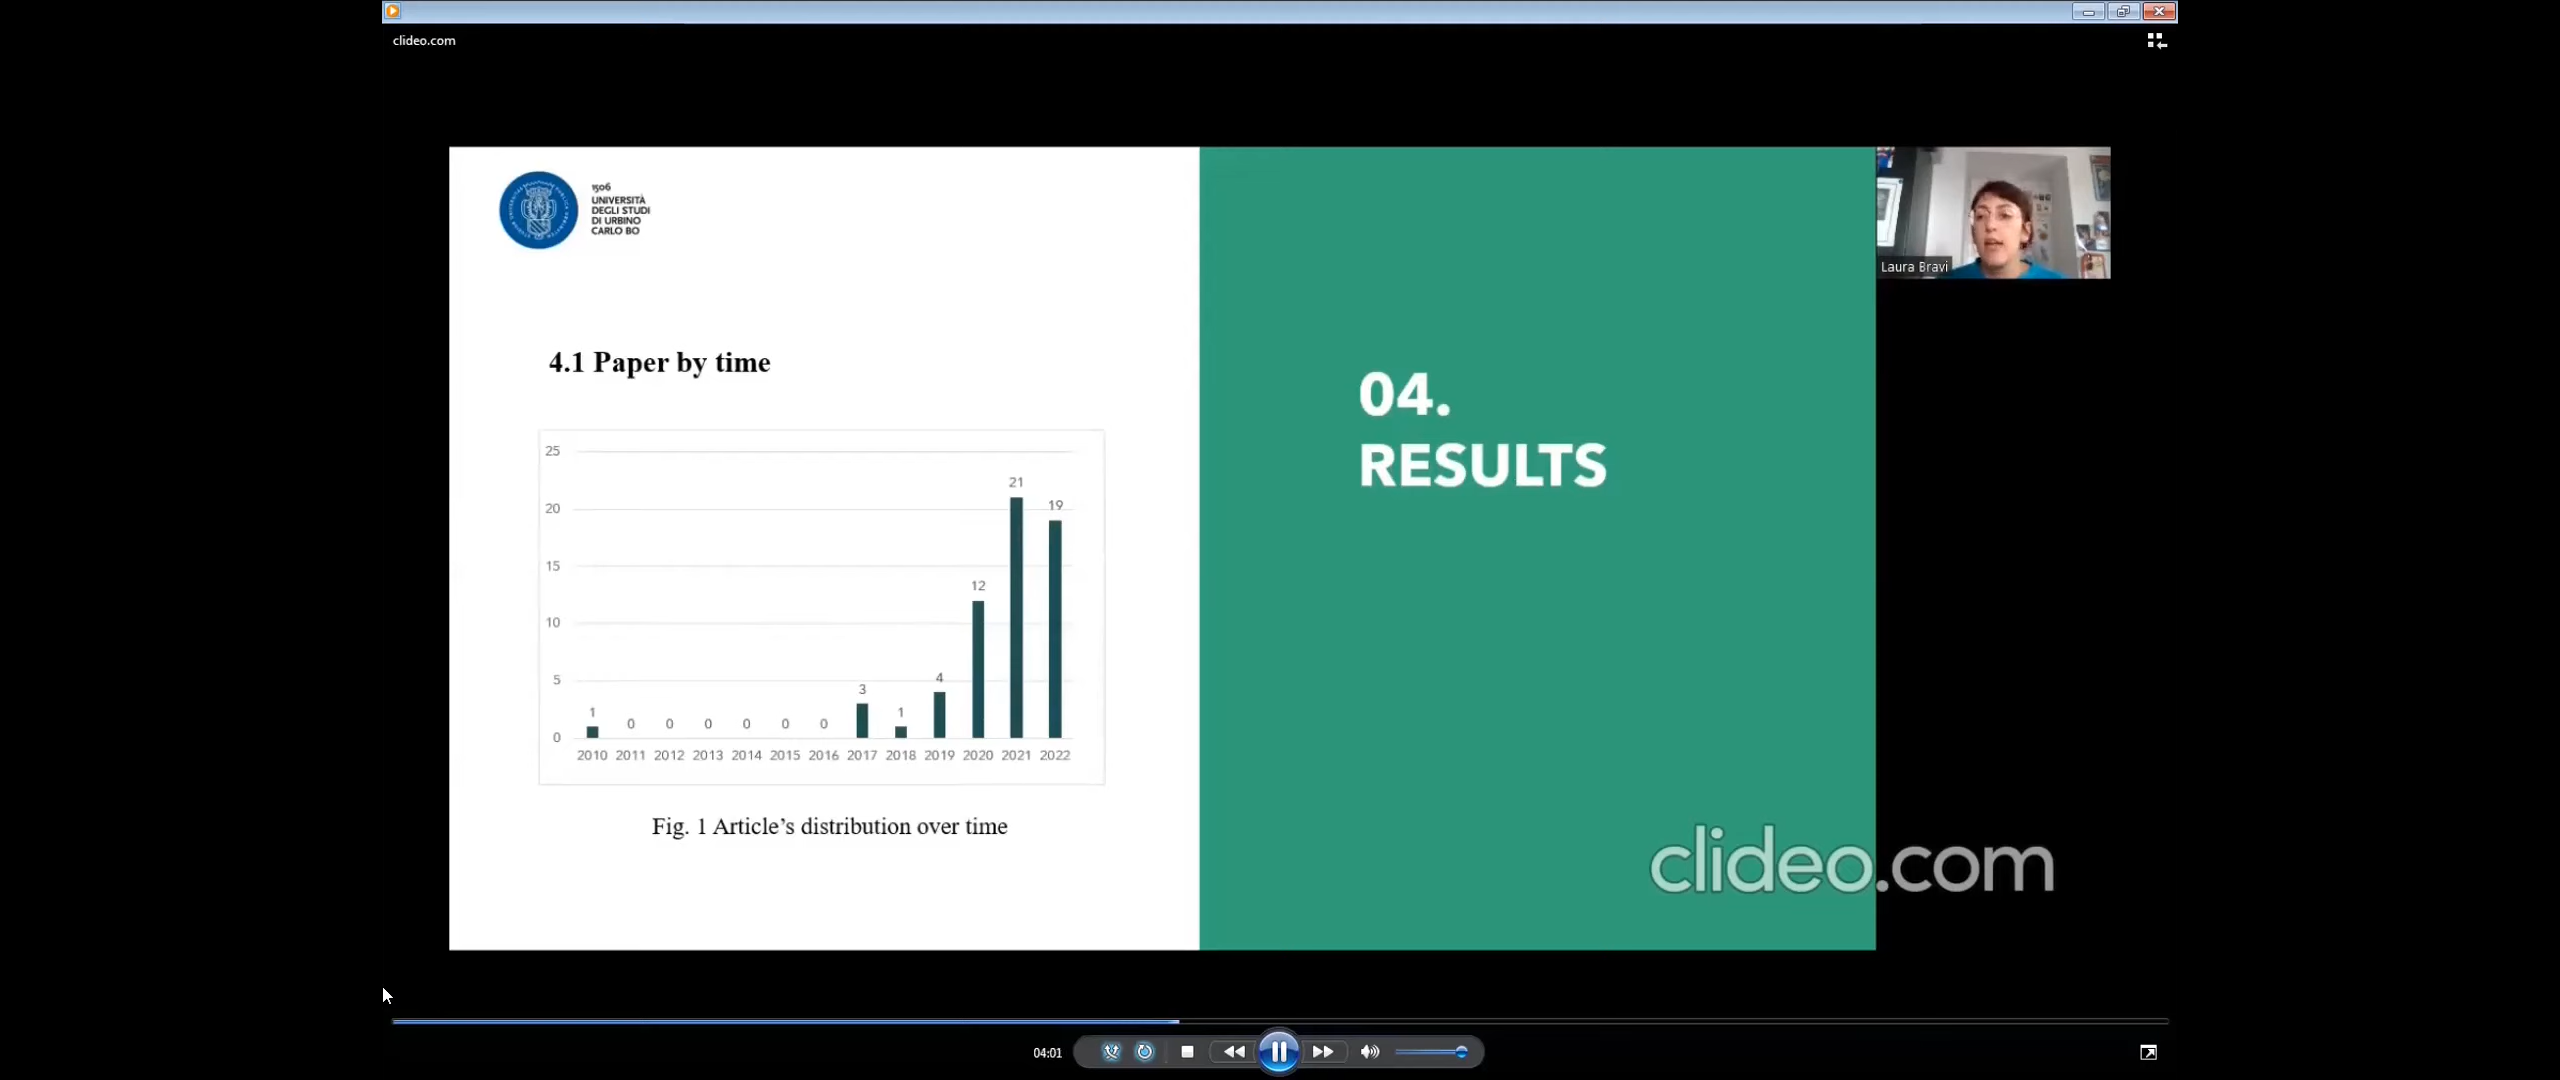 clideo.com
1506
UNIVERSITÀ
DEGLI STUDI
DI URBINO
CARLO BO
4.1 Paper by time
25
20
15
10
5
0
1
0
0
0
0
0
0
3
1
4
12
21
19
2010 2011 2012 2013 2014 2015 2016 2017 2018 2019 2020 2021 2022
Fig. 1 Article’s distribution over time
04.
RESULTS
Laura Bravi
clideo.com
04:01